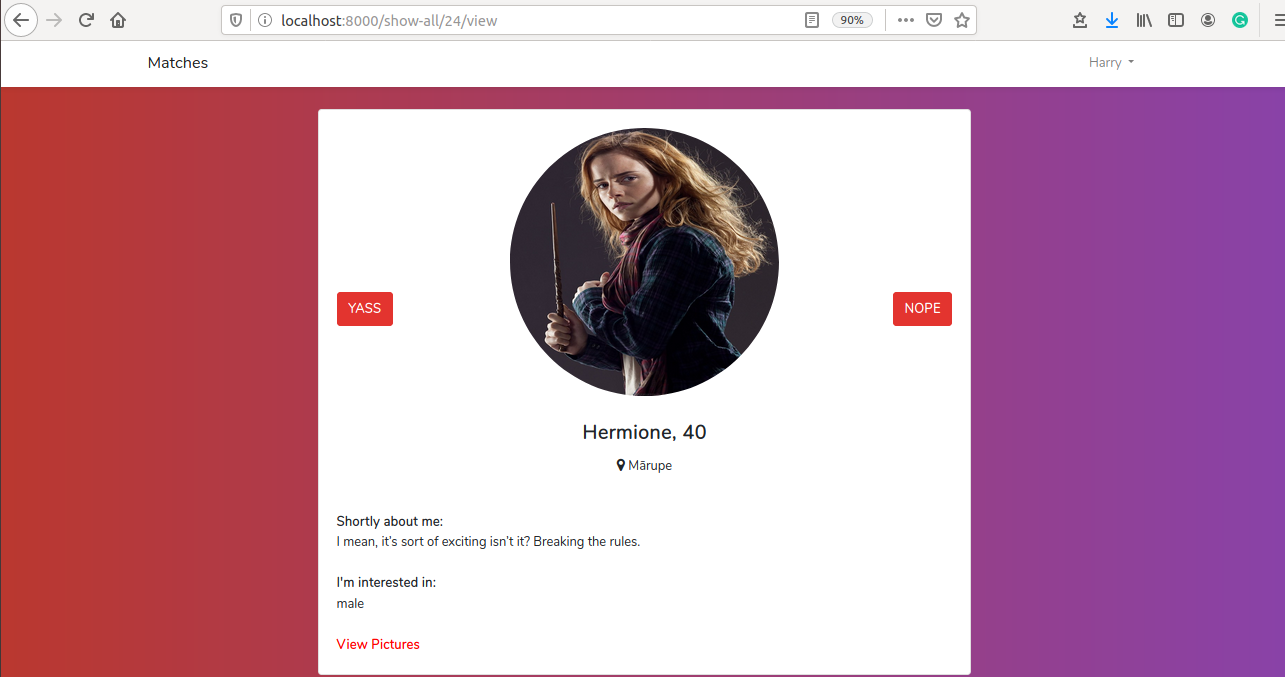 localhost:8000/show-all/24/view
90%
Matches
Harry
YASS
NOPE
Hermione, 40
Mārupe
Shortly about me:
I mean, it's sort of exciting isn't it? Breaking the rules.
I'm interested in:
male
View Pictures